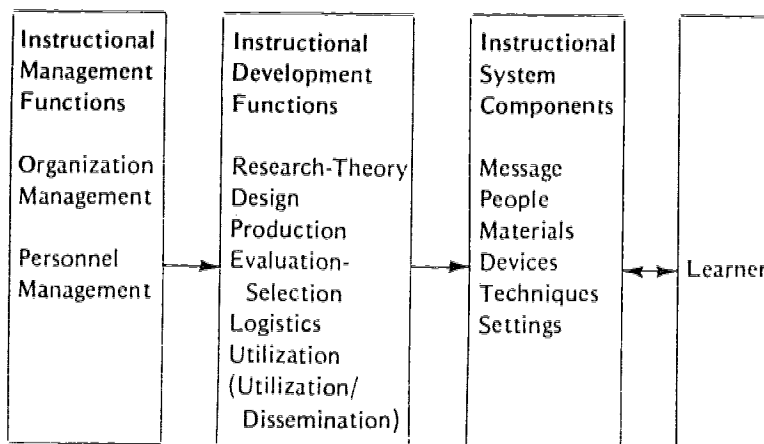 Instructional
Management
Functions
Organization
Management
Personnel
Management
Instructional
Development
Functions
Research-Theory
Design
Production
Evaluation-
Selection
Logistics
Utilization
(Utilization/
Dissemination)
Instructional
System
Components
Message
People
Materials
Devices
Techniques
Settings
Learner